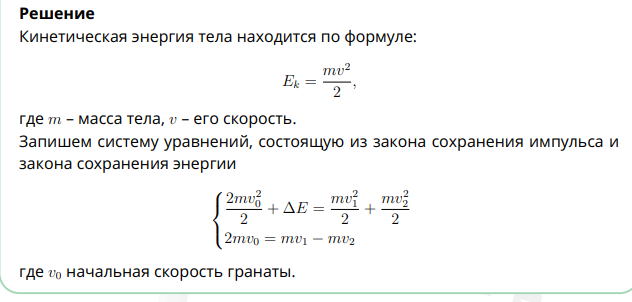 Решение
Кинетическая энергия тела находится по формуле:
E_k = \frac{mv^2}{2},
где m – масса тела, v – его скорость.
Запишем систему уравнений, состоящую из закона сохранения импульса и
закона сохранения энергии
\begin{cases} \frac{2mv_0^2}{2} + ΔE = \frac{mv_1^2}{2} + \frac{mv_2^2}{2} \\ 2mv_0 = mv_1 − mv_2 \end{cases}
где v_0 начальная скорость гранаты.